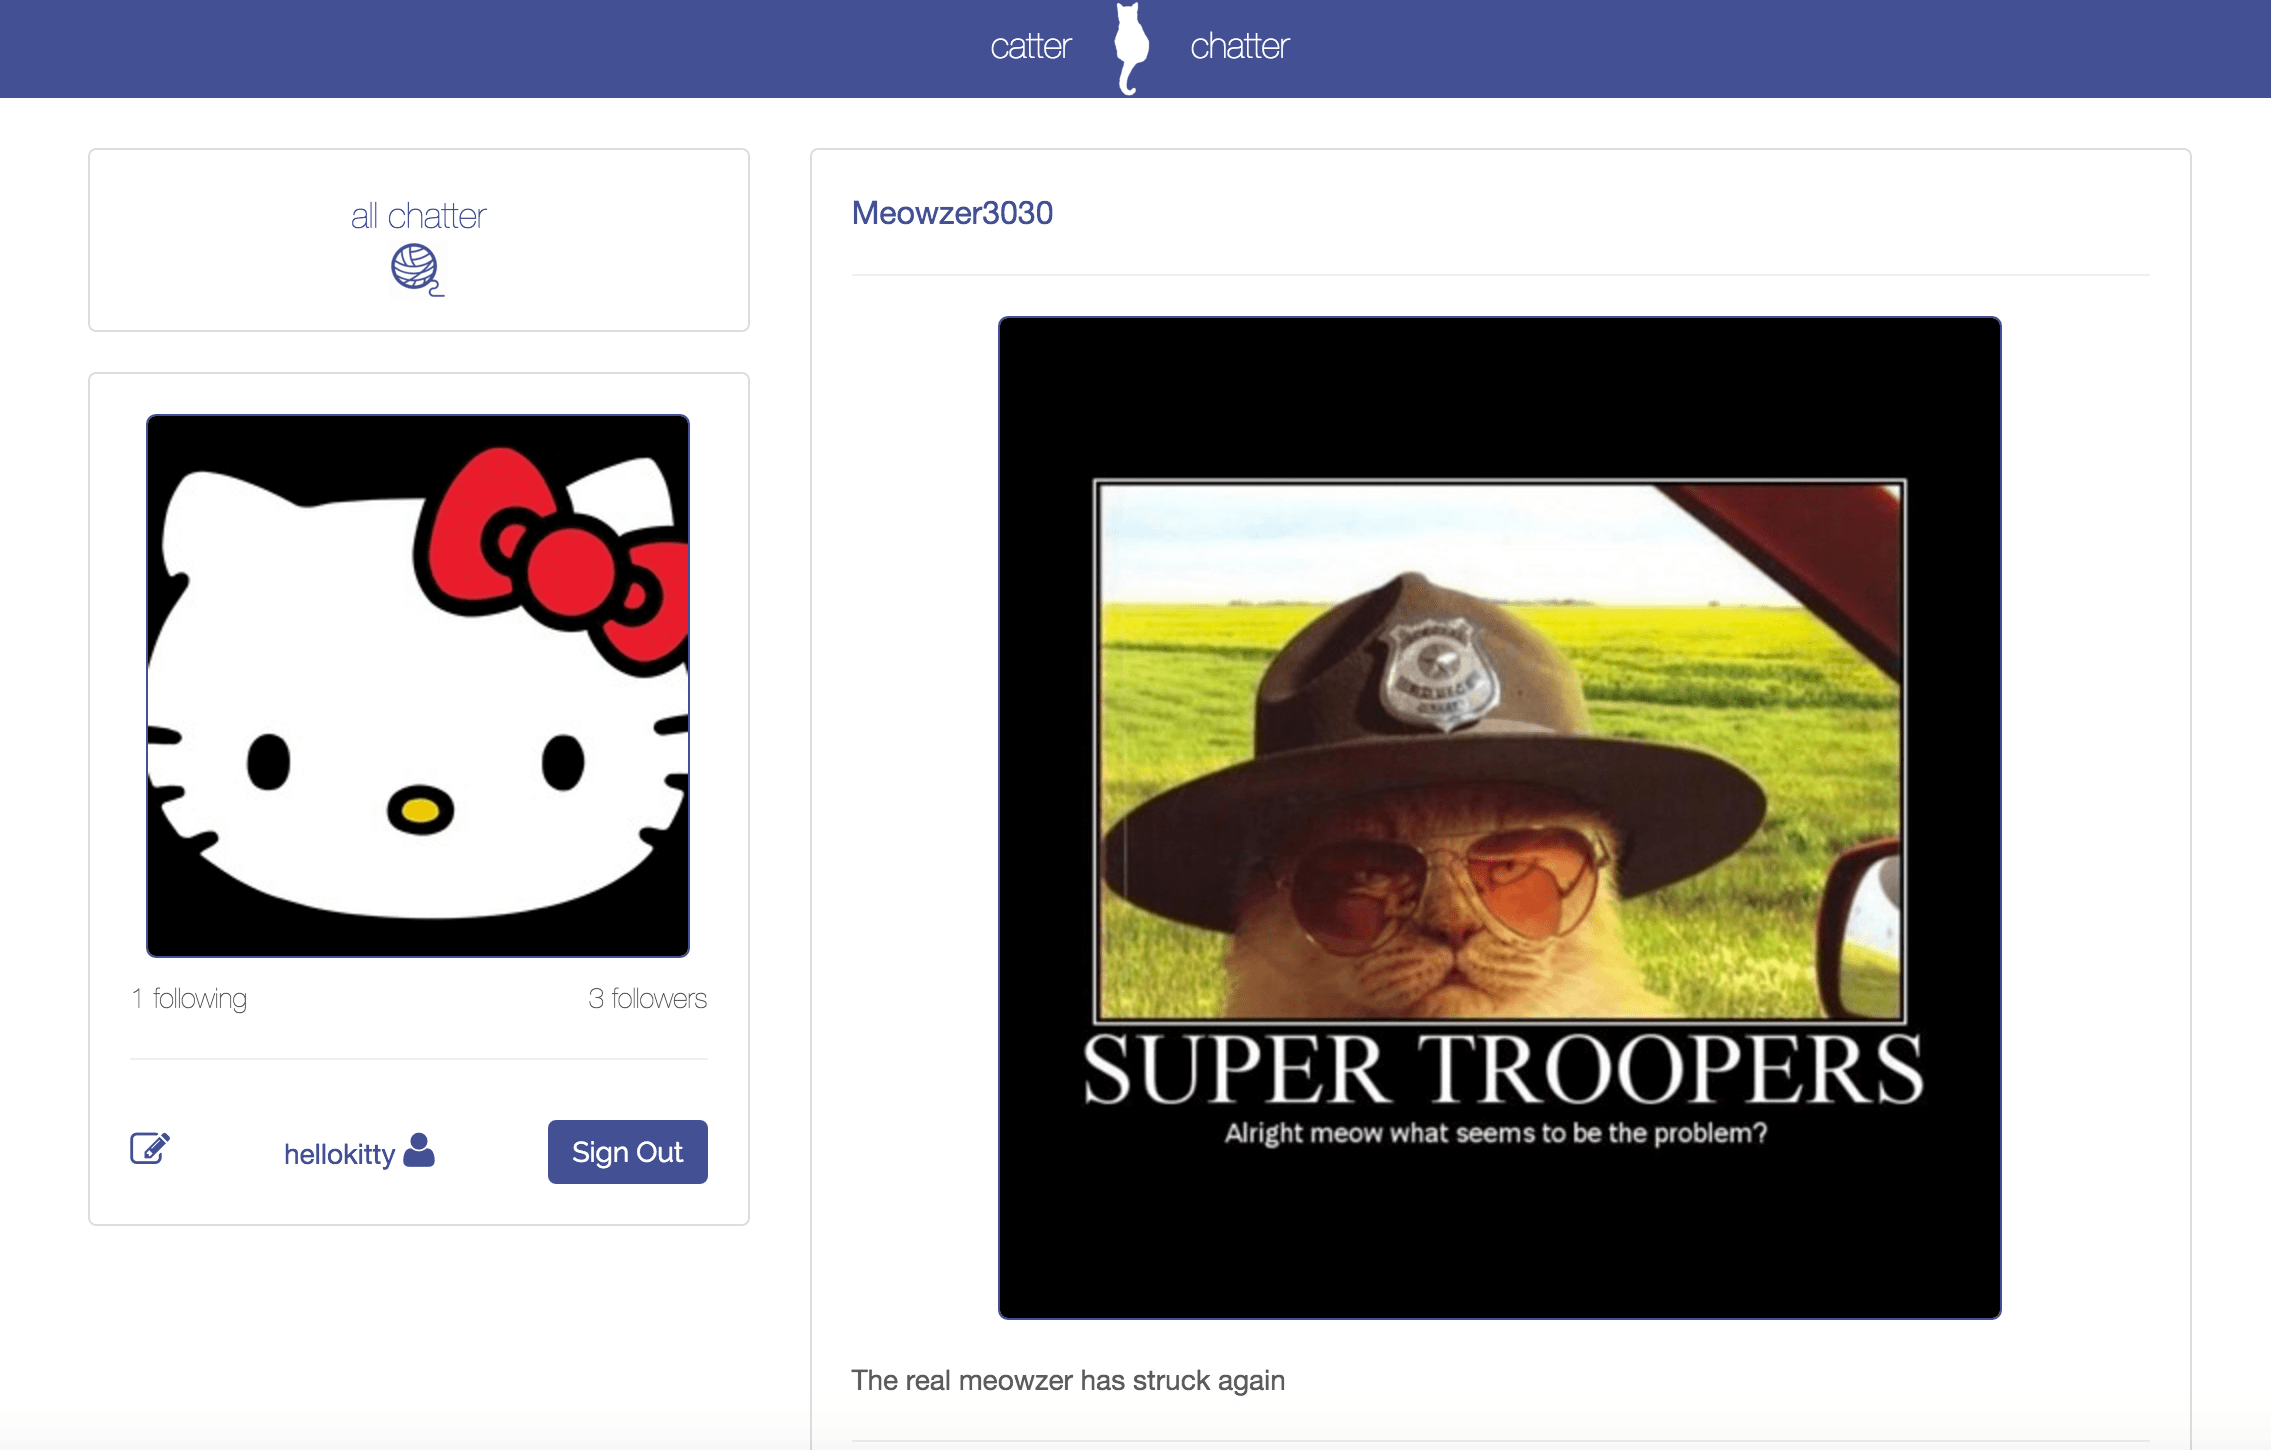 catter chatter
all chatter
1 following 3 followers
hellokitty Sign Out
Meowzer3030
SUPER TROOPERS
Alright meow what seems to be the problem?
The real meowzer has struck again